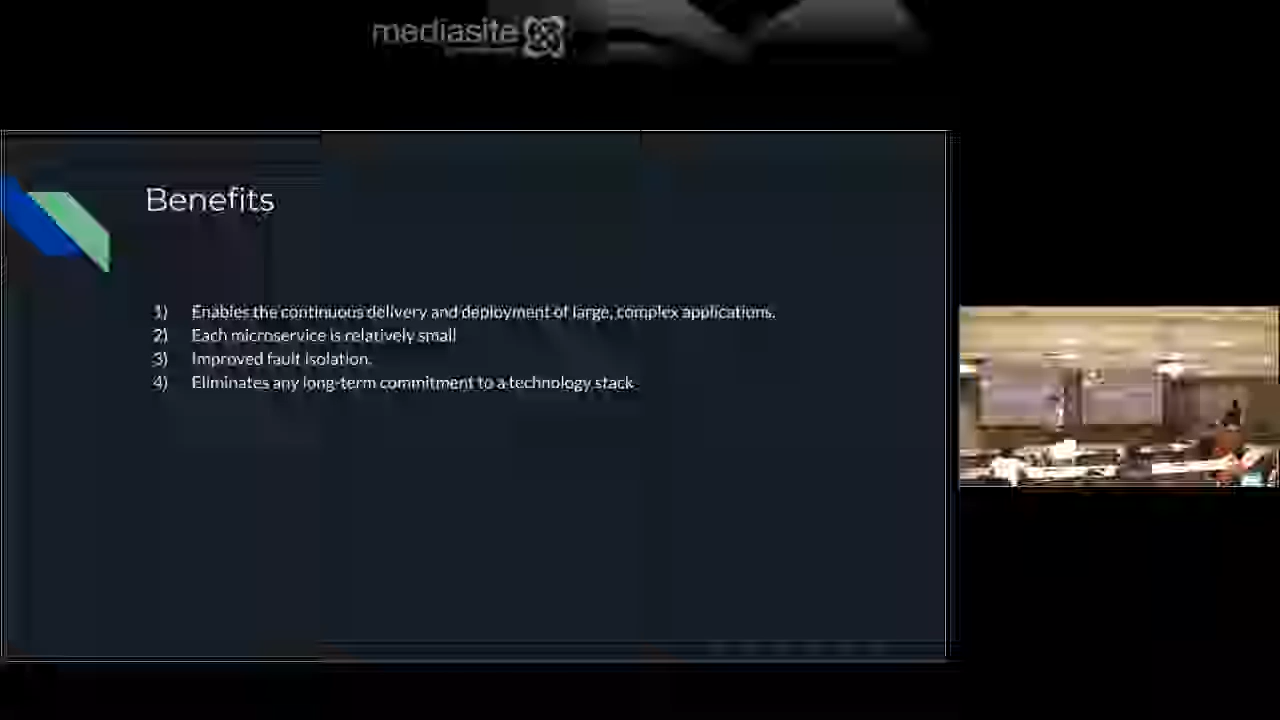 mediasite
Benefits
1) Enables the continuous delivery and deployment of large, complex applications.
2) Each microservice is relatively small
3) Improved fault isolation.
4) Eliminates any long-term commitment to a technology stack